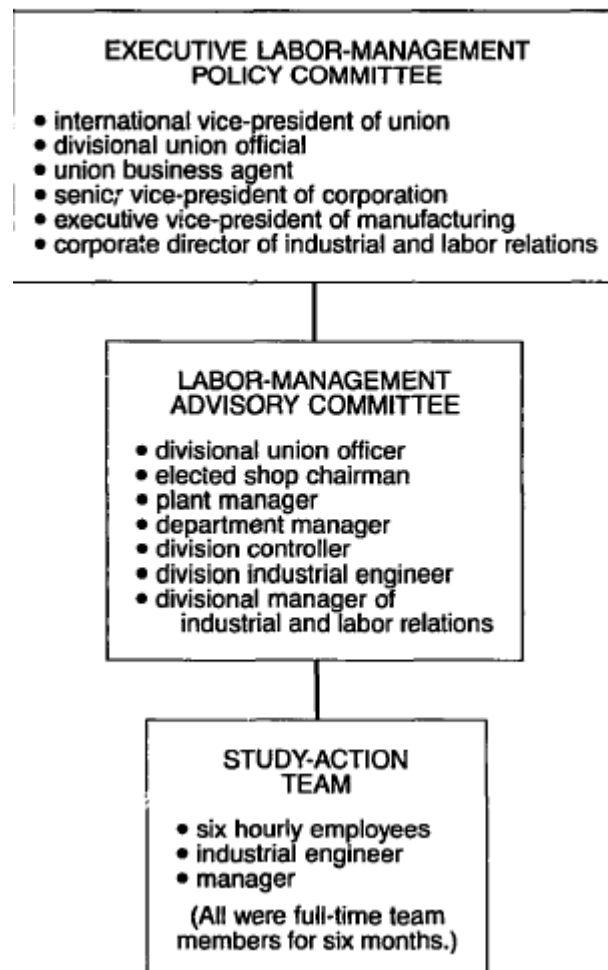 EXECUTIVE LABOR-MANAGEMENT
POLICY COMMITTEE
• international vice-president of union
• divisional union official
• union business agent
• senior vice-president of corporation
• executive vice-president of manufacturing
• corporate director of industrial and labor relations
LABOR-MANAGEMENT
ADVISORY COMMITTEE
• divisional union officer
• elected shop chairman
• plant manager
• department manager
• division controller
• division industrial engineer
• divisional manager of
industrial and labor relations
STUDY-ACTION
TEAM
• six hourly employees
• industrial engineer
• manager
(All were full-time team
members for six months.)